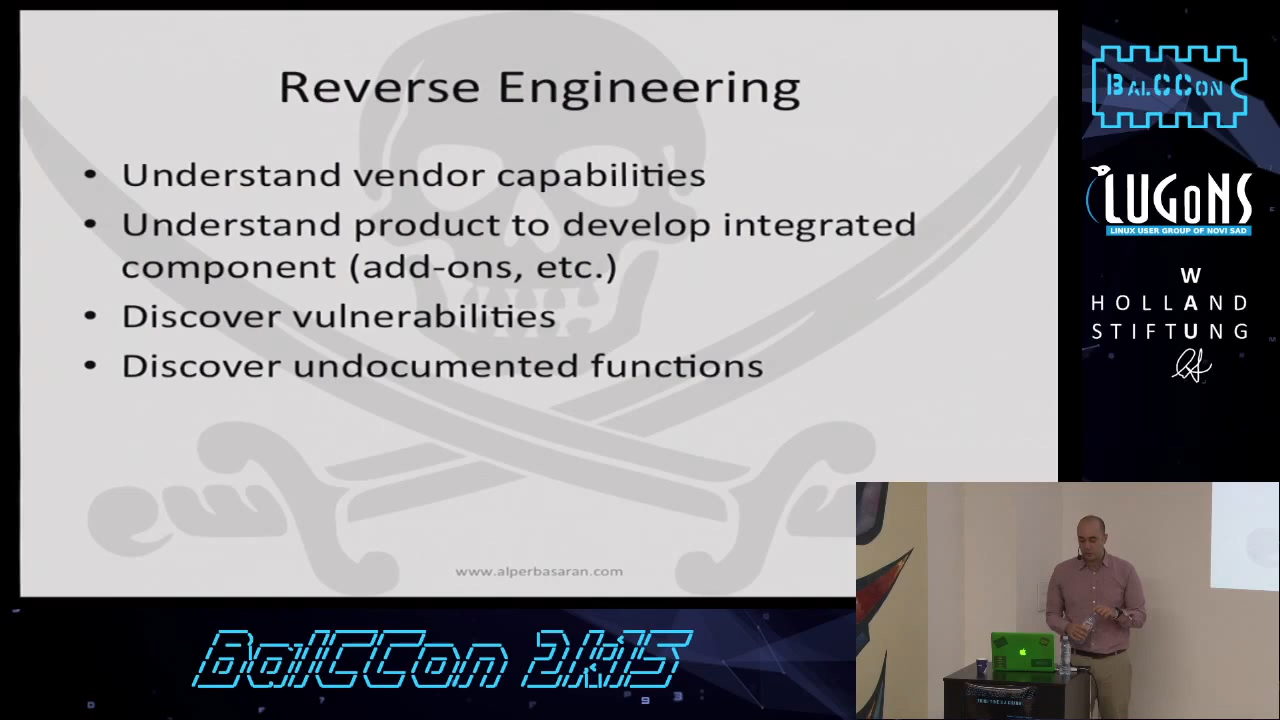 Reverse Engineering
• Understand vendor capabilities
• Understand product to develop integrated
component (add-ons, etc.)
• Discover vulnerabilities
• Discover undocumented functions
www.alperbasaran.com
BALCCON
LUGoNS
LINUX USER GROUP OF NOVI SAD
W
HOLLAND
A
STIFTUNG
BalCCon 2k15